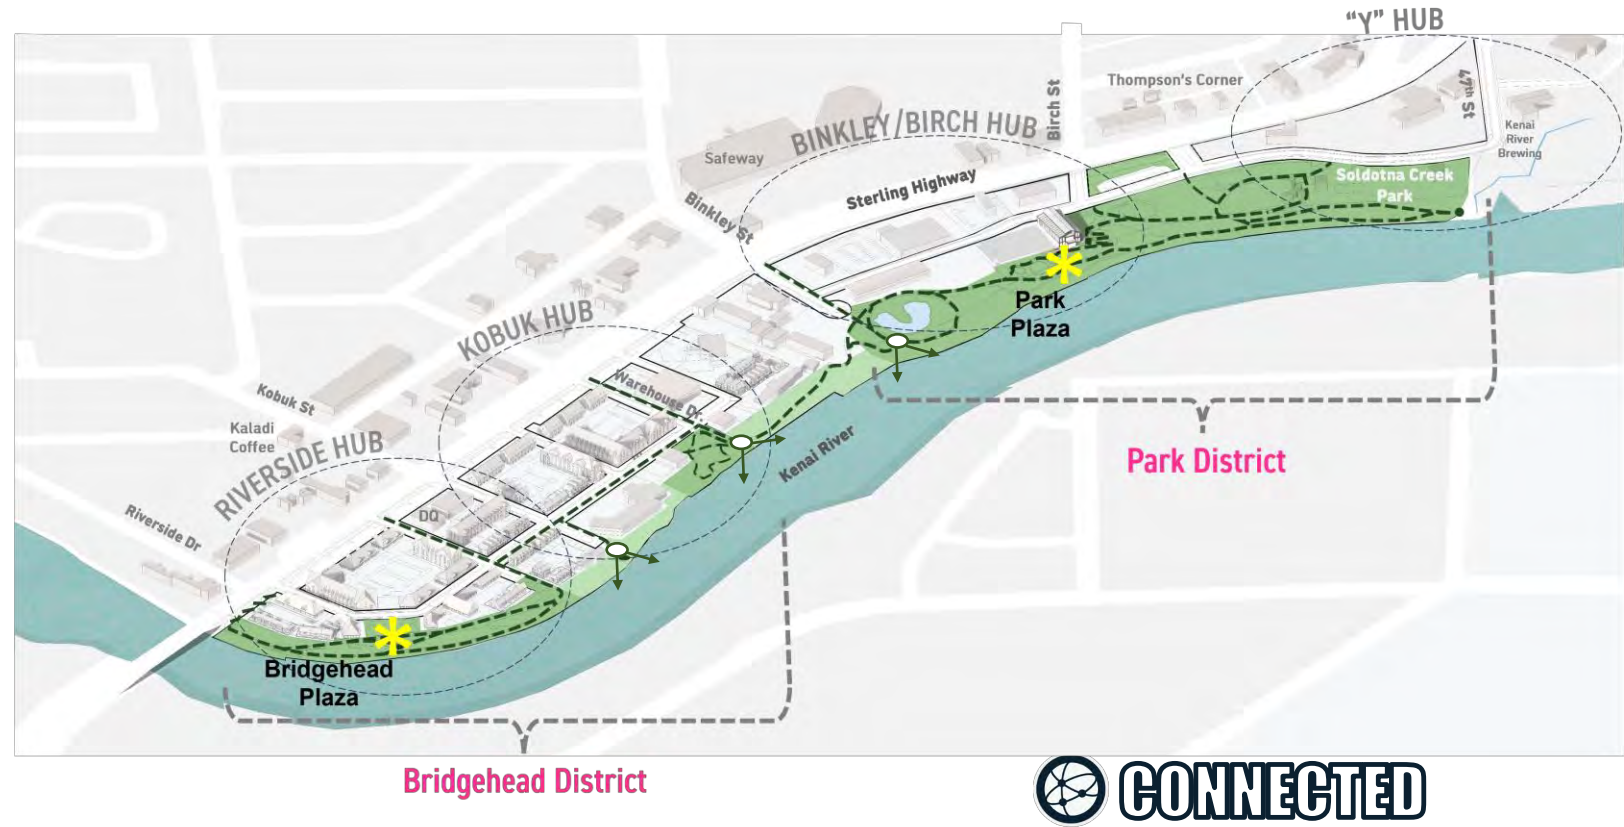 “Y” HUB
Thompson's Corner
47th St
Birch St
BINKLEY/BIRCH HUB
Kenai
River
Brewing
Safeway
Sterling Highway
Soldotna Creek
Park
Binkley St
Park
Plaza
KOBUK HUB
Warehouse Dr.
Kobuk St
Kaladi
Coffee
RIVERSIDE HUB
Kenai River
Park District
DQ
Riverside Dr
Bridgehead
Plaza
Bridgehead District
CONNECTED